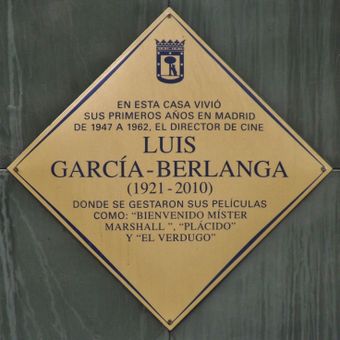 EN ESTA CASA VIVIÓ
SUS PRIMEROS AÑOS EN MADRID
DE 1947 A 1962, EL DIRECTOR DE CINE
LUIS
GARCÍA-BERLANGA
(1921-2010)
DONDE SE GESTARON SUS PELÍCULAS
COMO: "BIENVENIDO MÍSTER
MARSHALL", "PLÁCIDO"
Y "EL VERDUGO"